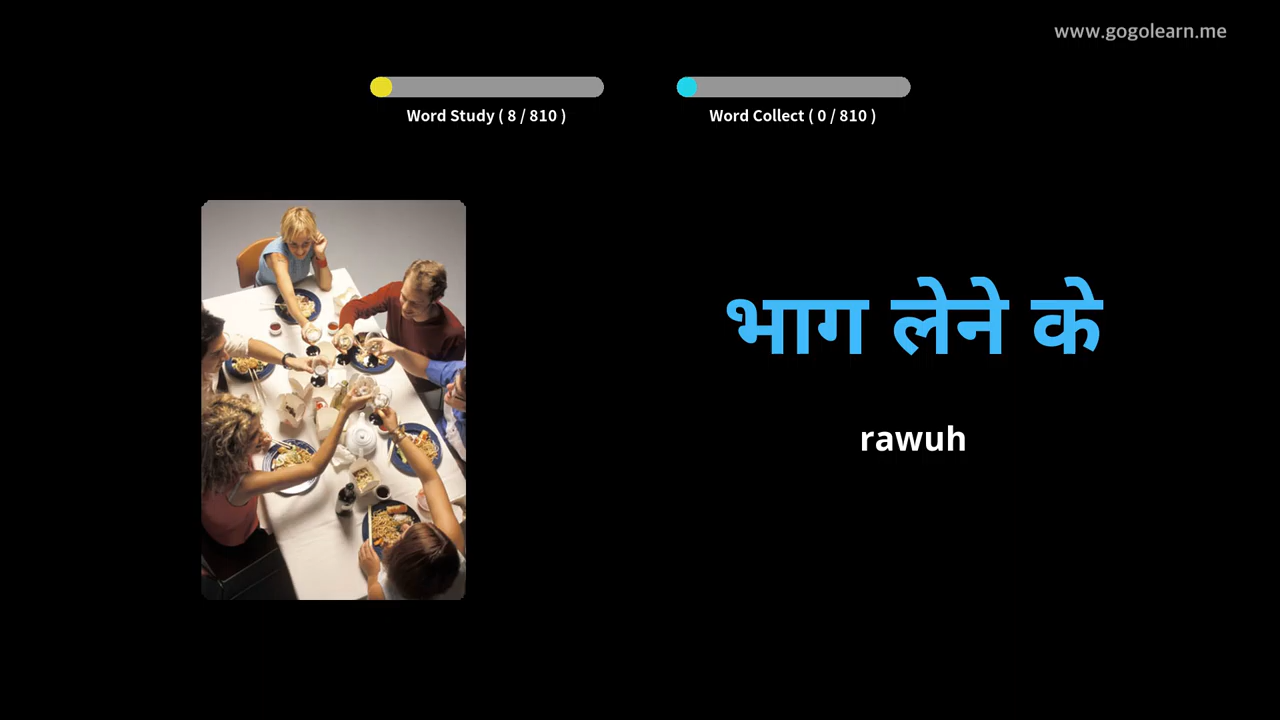 www.gogolearn.me
Word Study ( 8 / 810 )
Word Collect ( 0 / 810 )
भाग लेने के
rawuh